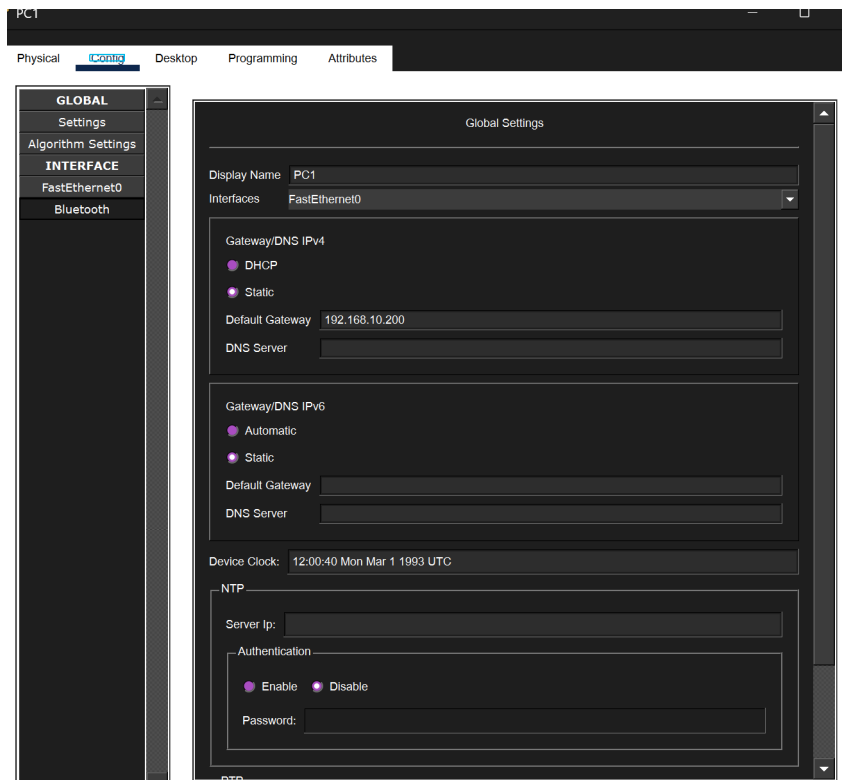 PC1
Physical Config Desktop Programming Attributes
GLOBAL
Settings
Algorithm Settings
INTERFACE
FastEthernet0
Bluetooth
Global Settings
Display Name PC1
Interfaces FastEthernet0
Gateway/DNS IPv4
DHCP
Static
Default Gateway 192.168.10.200
DNS Server
Gateway/DNS IPv6
Automatic
Static
Default Gateway
DNS Server
Device Clock: 12:00:40 Mon Mar 1 1993 UTC
NTP
Server Ip:
Authentication
Enable Disable
Password: